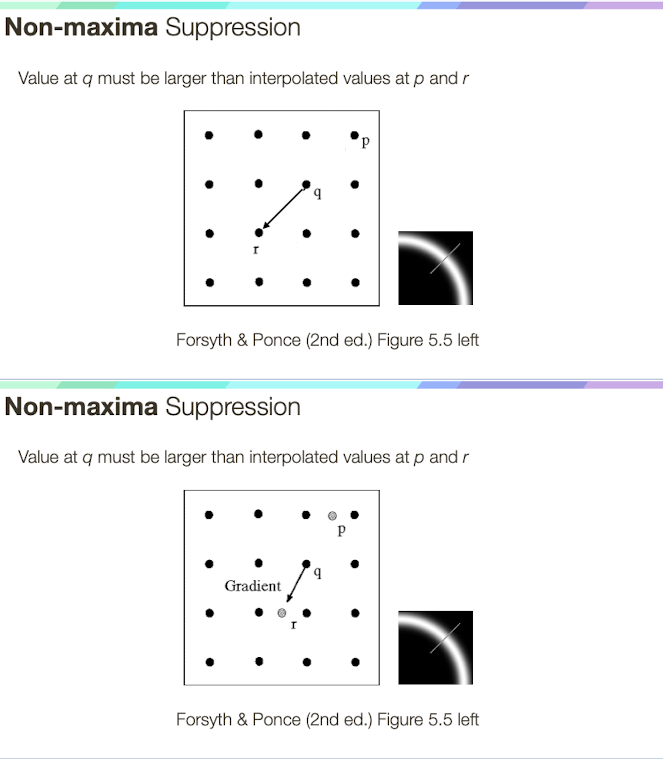 Non-maxima Suppression
Value at q must be larger than interpolated values at p and r
p
q
r
Forsyth & Ponce (2nd ed.) Figure 5.5 left
Non-maxima Suppression
Value at q must be larger than interpolated values at p and r
p
q
Gradient
r
Forsyth & Ponce (2nd ed.) Figure 5.5 left